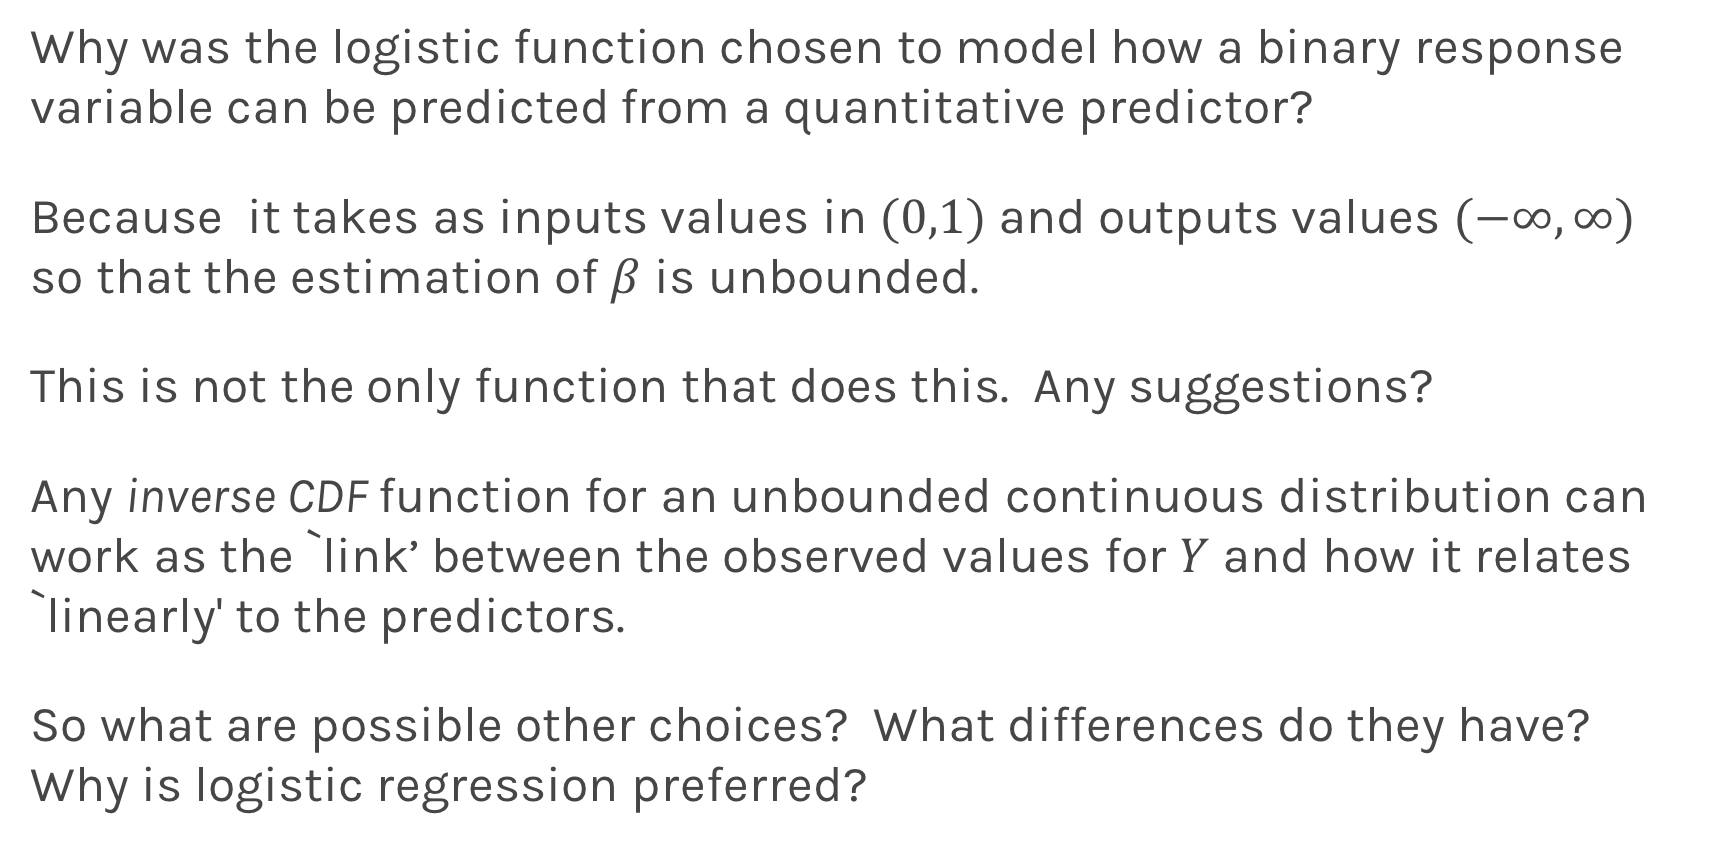 Why was the logistic function chosen to model how a binary response
variable can be predicted from a quantitative predictor?
Because  it takes as inputs values in (0,1) and outputs values (−∞, ∞)
so that the estimation of β is unbounded.
This is not the only function that does this.  Any suggestions?
Any inverse CDF function for an unbounded continuous distribution can
work as the `link’ between the observed values for Y and how it relates
`linearly' to the predictors.
So what are possible other choices?  What differences do they have?
Why is logistic regression preferred?